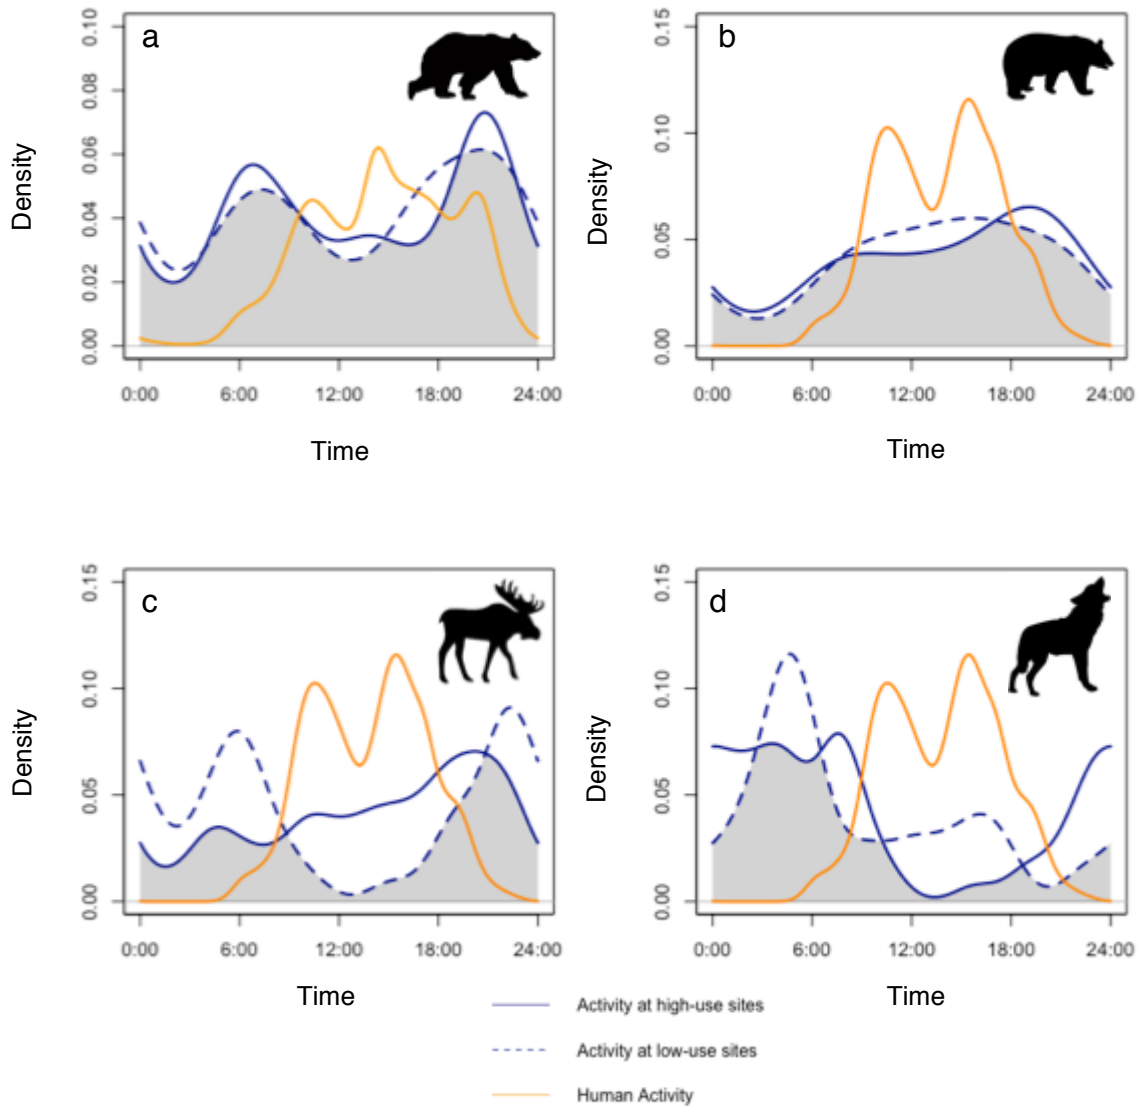 a
0.10
0.08
0.06
0.04
0.02
0.00
Density
0:00 6:00 12:00 18:00 24:00
Time
b
0.15
0.10
0.05
0.00
Density
0:00 6:00 12:00 18:00 24:00
Time
c
0.15
0.10
0.05
0.00
Density
0:00 6:00 12:00 18:00 24:00
Time
d
0.15
0.10
0.05
0.00
Density
0:00 6:00 12:00 18:00 24:00
Time
Activity at high-use sites
Activity at low-use sites
Human Activity